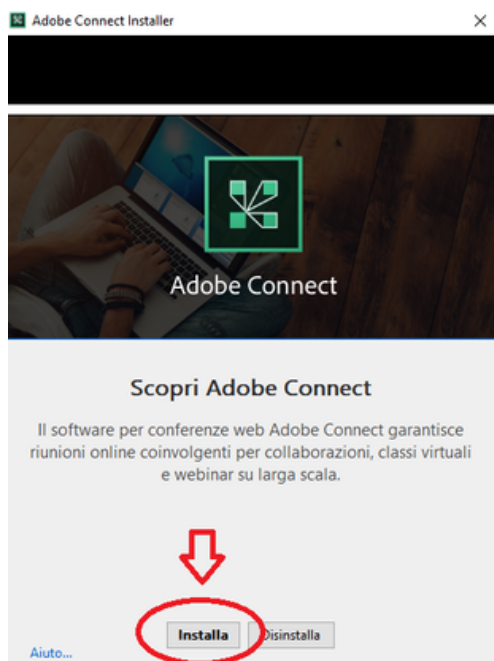 Adobe Connect Installer
Adobe Connect
Scopri Adobe Connect
Il software per conferenze web Adobe Connect garantisce
riunioni online coinvolgenti per collaborazioni, classi virtuali
e webinar su larga scala.
Installa Disinstalla
Aiuto...